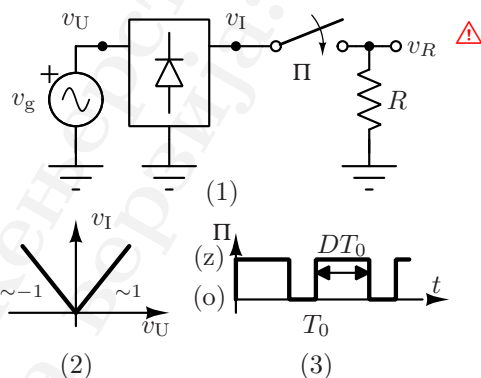 v_U v_I
v_g Π v_R
R
(1)
v_I Π
(z) DT_0
~-1 ~1 (o) t
v_U T_0
(2) (3)